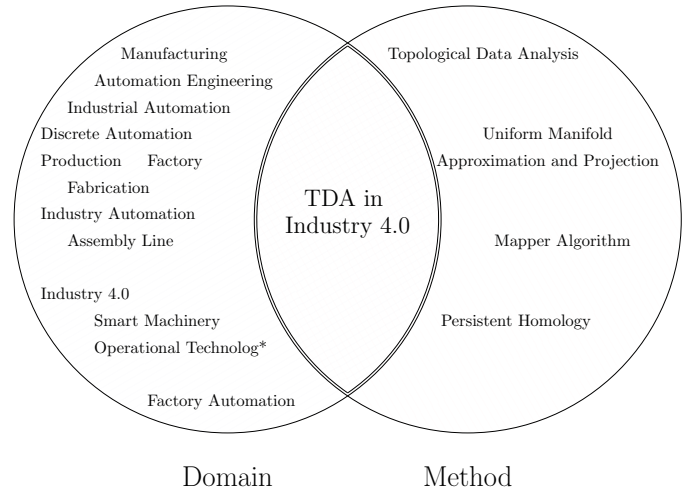 Manufacturing
Automation Engineering
Industrial Automation
Discrete Automation
Production Factory
Fabrication
Industry Automation
Assembly Line
Industry 4.0
Smart Machinery
Operational Technolog*
Factory Automation
TDA in
Industry 4.0
Topological Data Analysis
Uniform Manifold
Approximation and Projection
Mapper Algorithm
Persistent Homology
Domain
Method